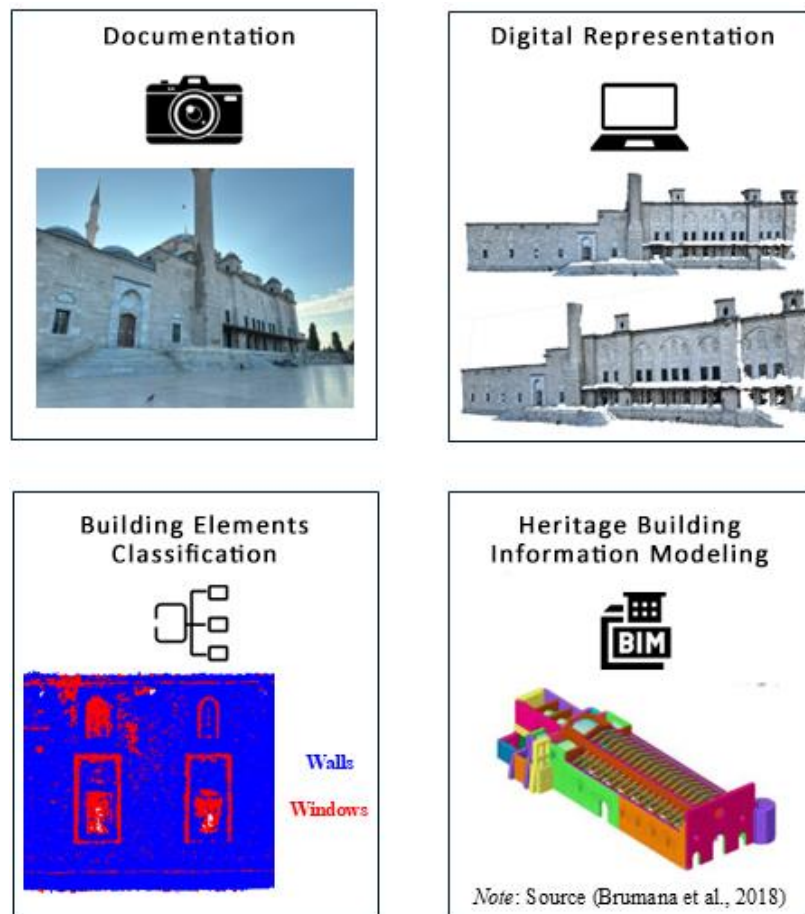 Documentation
Digital Representation
Building Elements
Classification
Walls
Windows
Heritage Building
Information Modeling
BIM
Note: Source (Brumana et al., 2018)